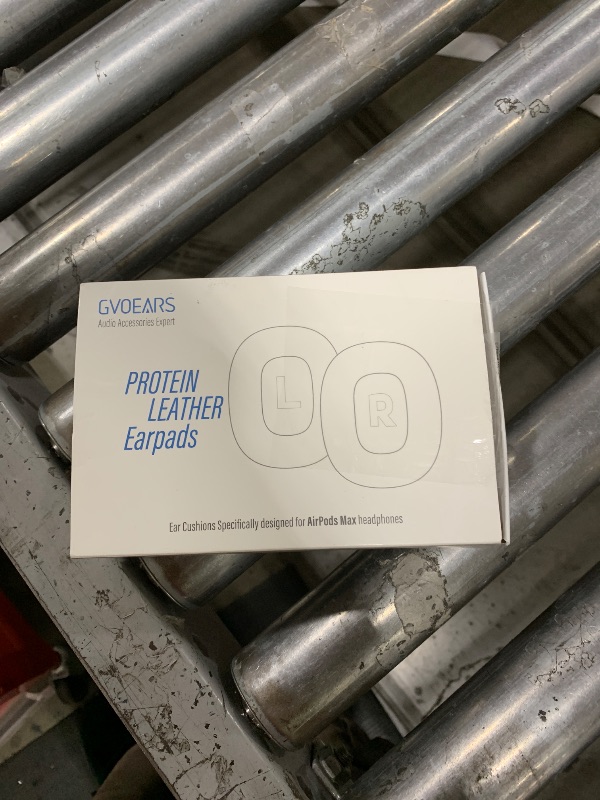 GVOEARS
Audio Accessories Expert
PROTEIN
LEATHER
Earpads
L
R
Ear Cushions Specifically designed for AirPods Max headphones